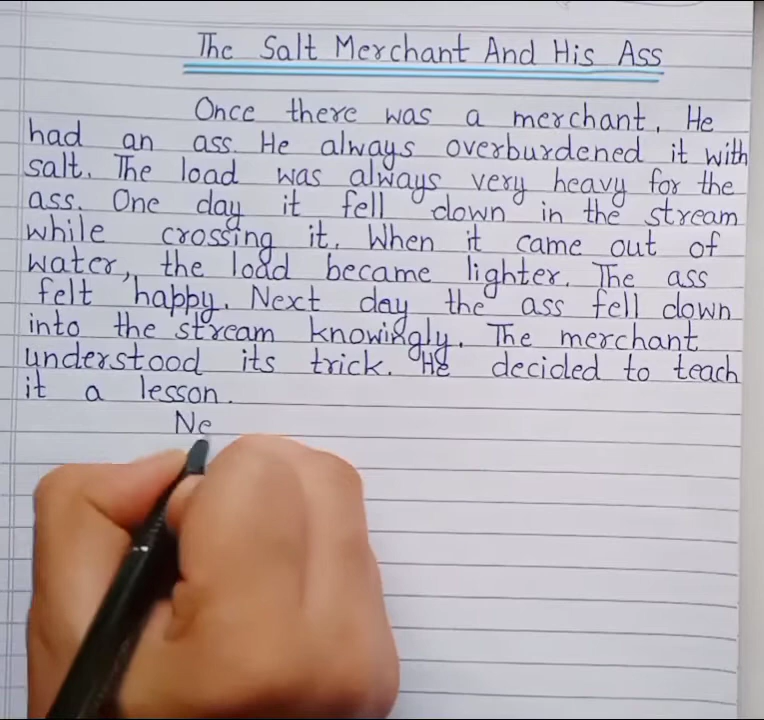 The Salt Merchant And His Ass
Once there was a merchant. He
had an ass. He always overburdened it with
salt. The load was always very heavy for the
ass. One day it fell down in the stream
while crossing it. When it came out of
water, the load became lighter. The ass
felt happy. Next day the ass fell down
into the stream knowingly. The merchant
understood its trick. He decided to teach
it a lesson.
Ne